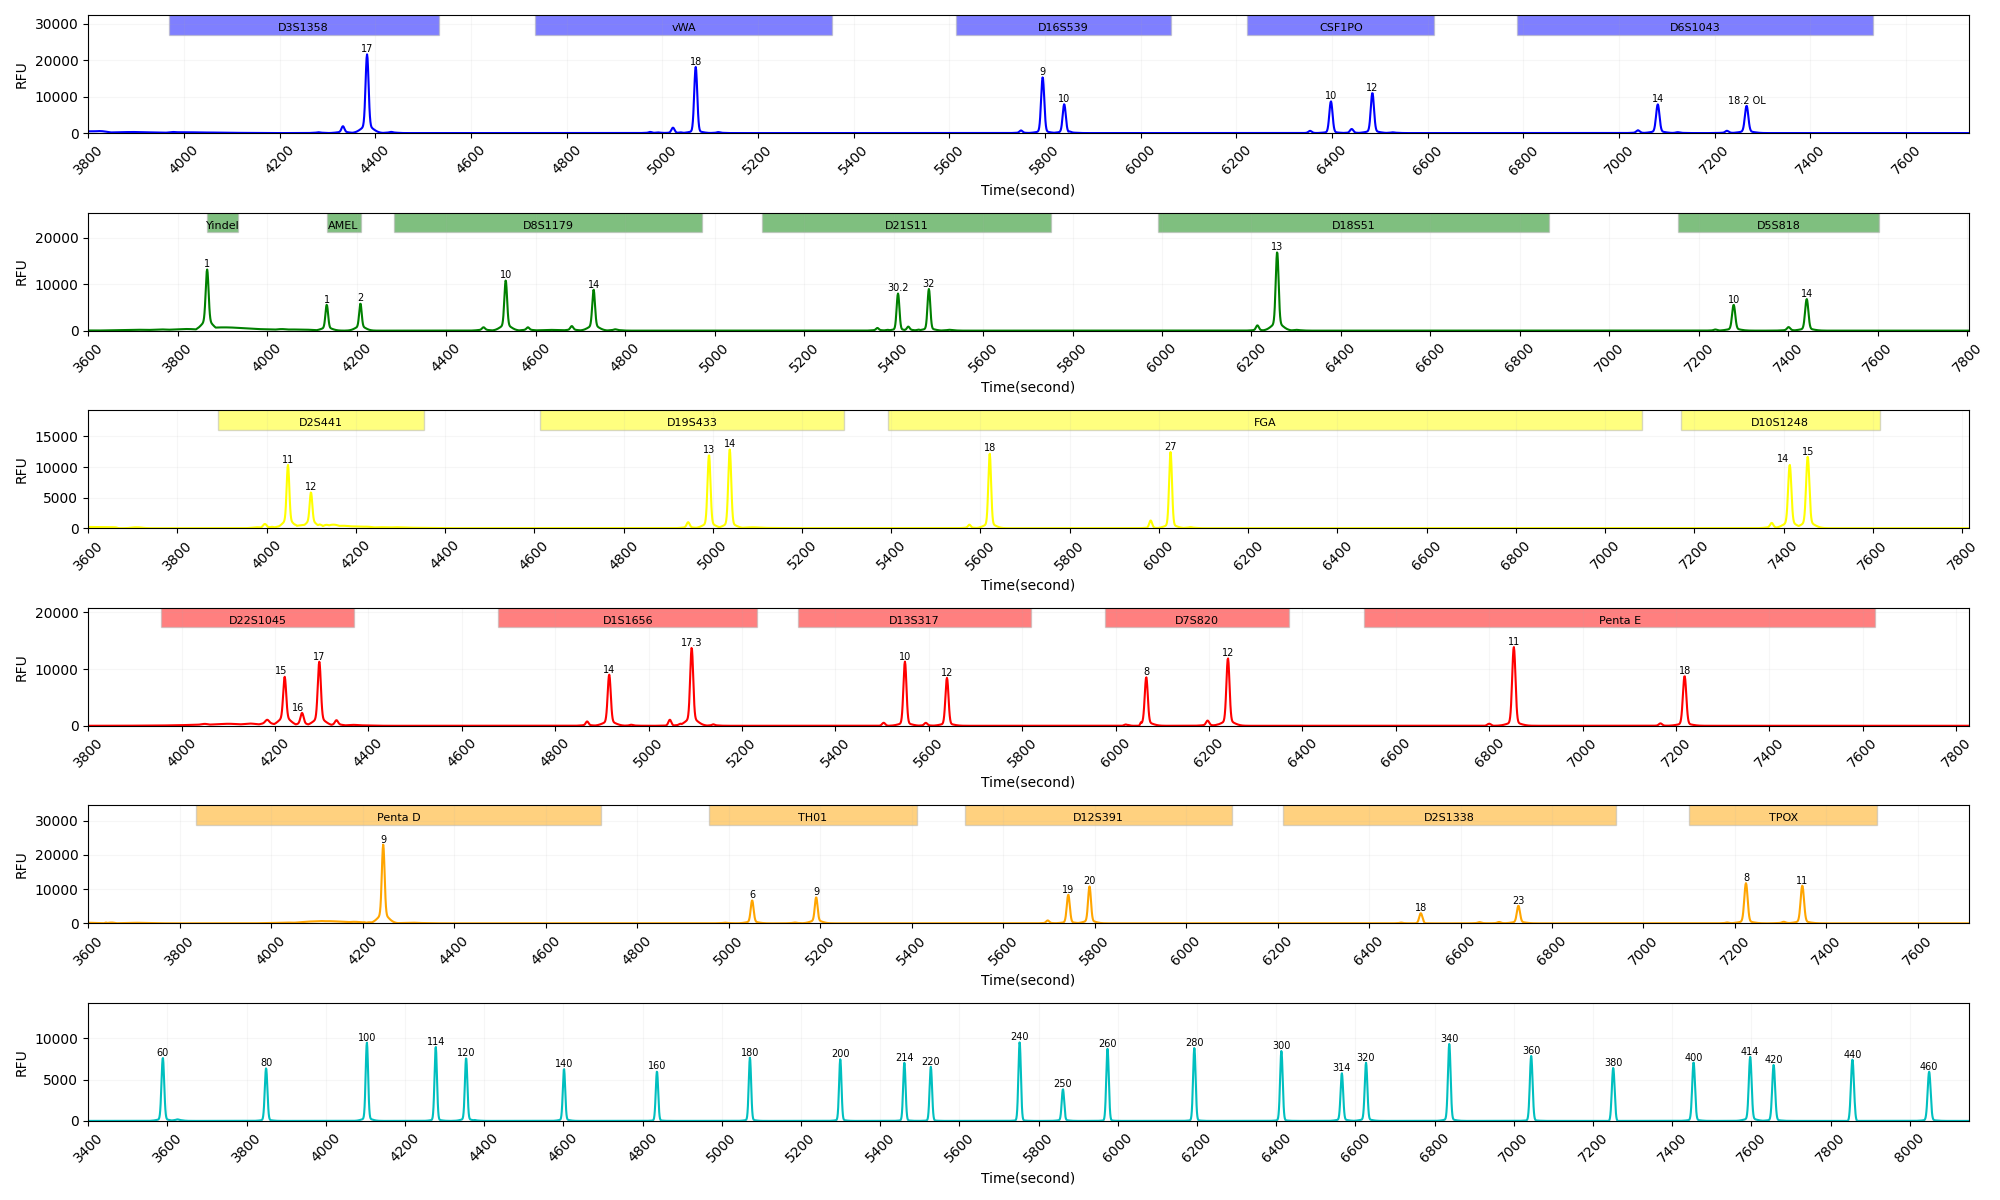 D3S1358 vWA D16S539 CSF1PO D6S1043
30000
20000
10000
0
RFU
17 18 9 10 10 12 14 18.2 OL
3800 4000 4200 4400 4600 4800 5000 5200 5400 5600 5800 6000 6200 6400 6600 6800 7000 7200 7400 7600
Time(second)
Yindel AMEL D8S1179 D21S11 D18S51 D5S818
20000
10000
0
RFU
1 1 2 10 14 30.2 32 13 10 14
3600 3800 4000 4200 4400 4600 4800 5000 5200 5400 5600 5800 6000 6200 6400 6600 6800 7000 7200 7400 7600 7800
Time(second)
D2S441 D19S433 FGA D10S1248
15000
10000
5000
0
RFU
11 12 13 14 18 27 14 15
3600 3800 4000 4200 4400 4600 4800 5000 5200 5400 5600 5800 6000 6200 6400 6600 6800 7000 7200 7400 7600 7800
Time(second)
D22S1045 D1S1656 D13S317 D7S820 Penta E
20000
10000
0
RFU
15 16 17 14 17.3 10 12 8 12 11 18
3800 4000 4200 4400 4600 4800 5000 5200 5400 5600 5800 6000 6200 6400 6600 6800 7000 7200 7400 7600 7800
Time(second)
Penta D TH01 D12S391 D2S1338 TPOX
30000
20000
10000
0
RFU
9 6 9 19 20 18 23 8 11
3600 3800 4000 4200 4400 4600 4800 5000 5200 5400 5600 5800 6000 6200 6400 6600 6800 7000 7200 7400 7600
Time(second)
10000
5000
0
RFU
60 80 100 114 120 140 160 180 200 214 220 240 250 260 280 300 314 320 340 360 380 400 414 420 440 460
3400 3600 3800 4000 4200 4400 4600 4800 5000 5200 5400 5600 5800 6000 6200 6400 6600 6800 7000 7200 7400 7600 7800 8000
Time(second)